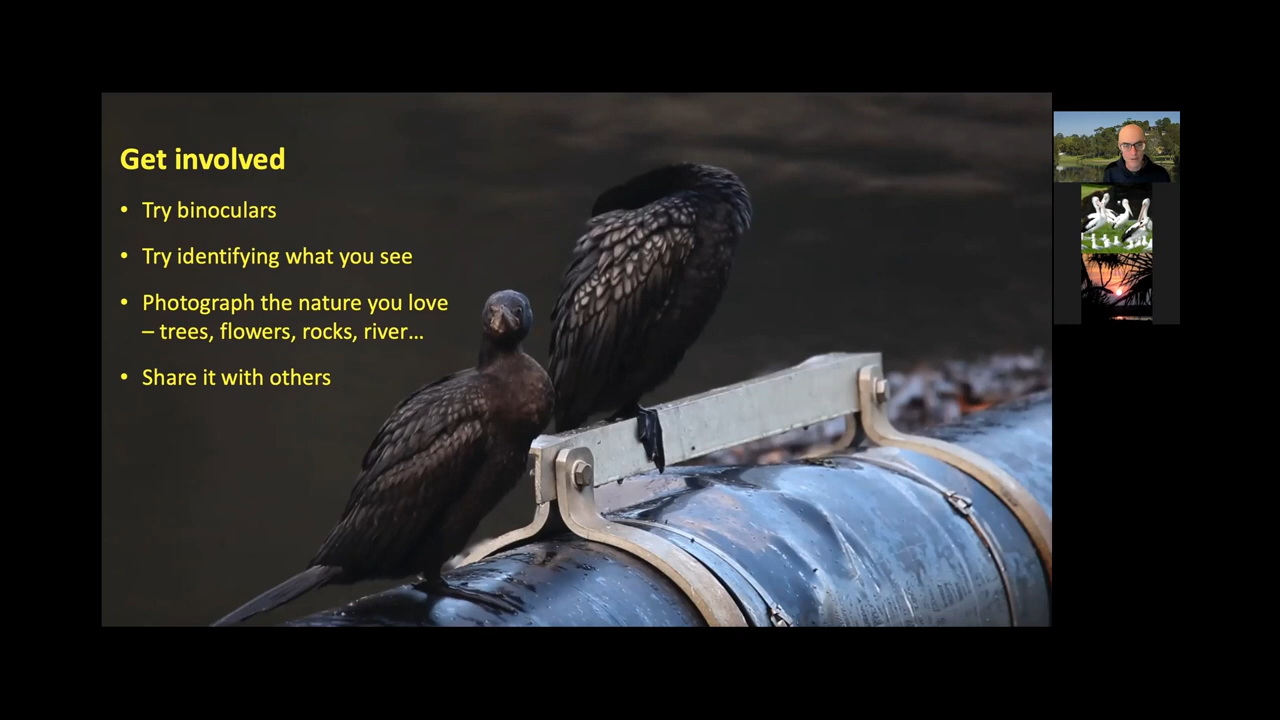 Get involved
• Try binoculars
• Try identifying what you see
• Photograph the nature you love
– trees, flowers, rocks, river...
• Share it with others